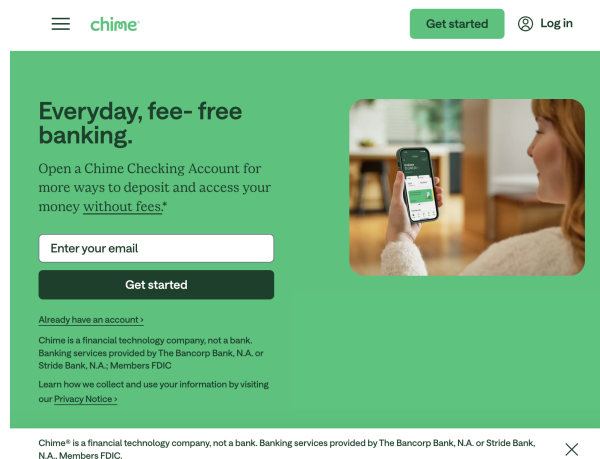 chime®
Get started
Log in
Everyday, fee- free
banking.
Open a Chime Checking Account for
more ways to deposit and access your
money without fees.*
Enter your email
Get started
Already have an account >
Chime is a financial technology company, not a bank.
Banking services provided by The Bancorp Bank, N.A. or
Stride Bank, N.A.; Members FDIC
Learn how we collect and use your information by visiting
our Privacy Notice >
Chime® is a financial technology company, not a bank. Banking services provided by The Bancorp Bank, N.A. or Stride Bank,
N.A., Members FDIC.